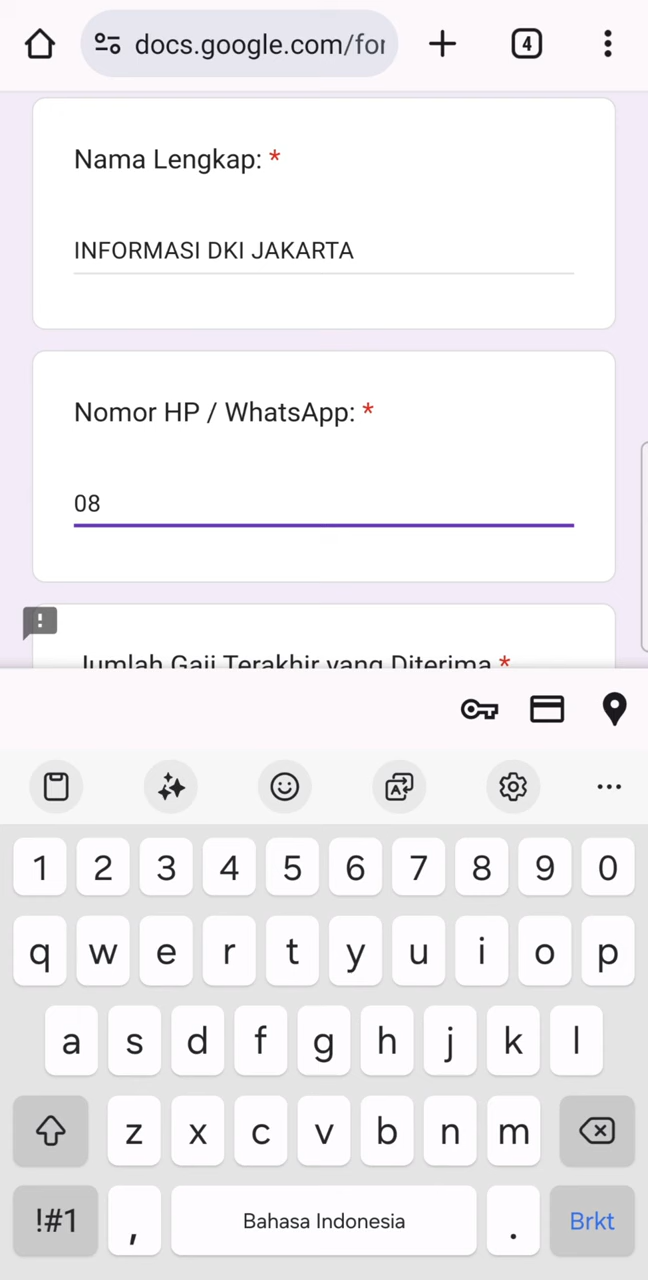 docs.google.com/for
4
Nama Lengkap: *
INFORMASI DKI JAKARTA
Nomor HP / WhatsApp: *
08
Jumlah Gaji Terakhir yang Diterima *
1 2 3 4 5 6 7 8 9 0
q w e r t y u i o p
a s d f g h j k l
z x c v b n m
!#1 , Bahasa Indonesia . Brkt